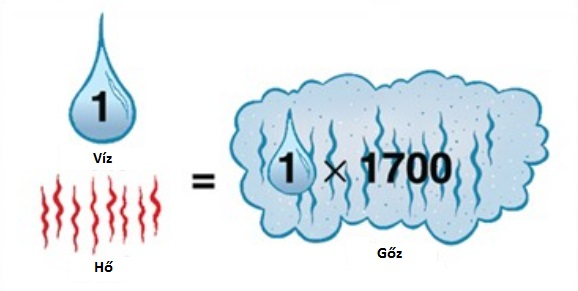 1
Víz
Hő
=
1 × 1700
Gőz